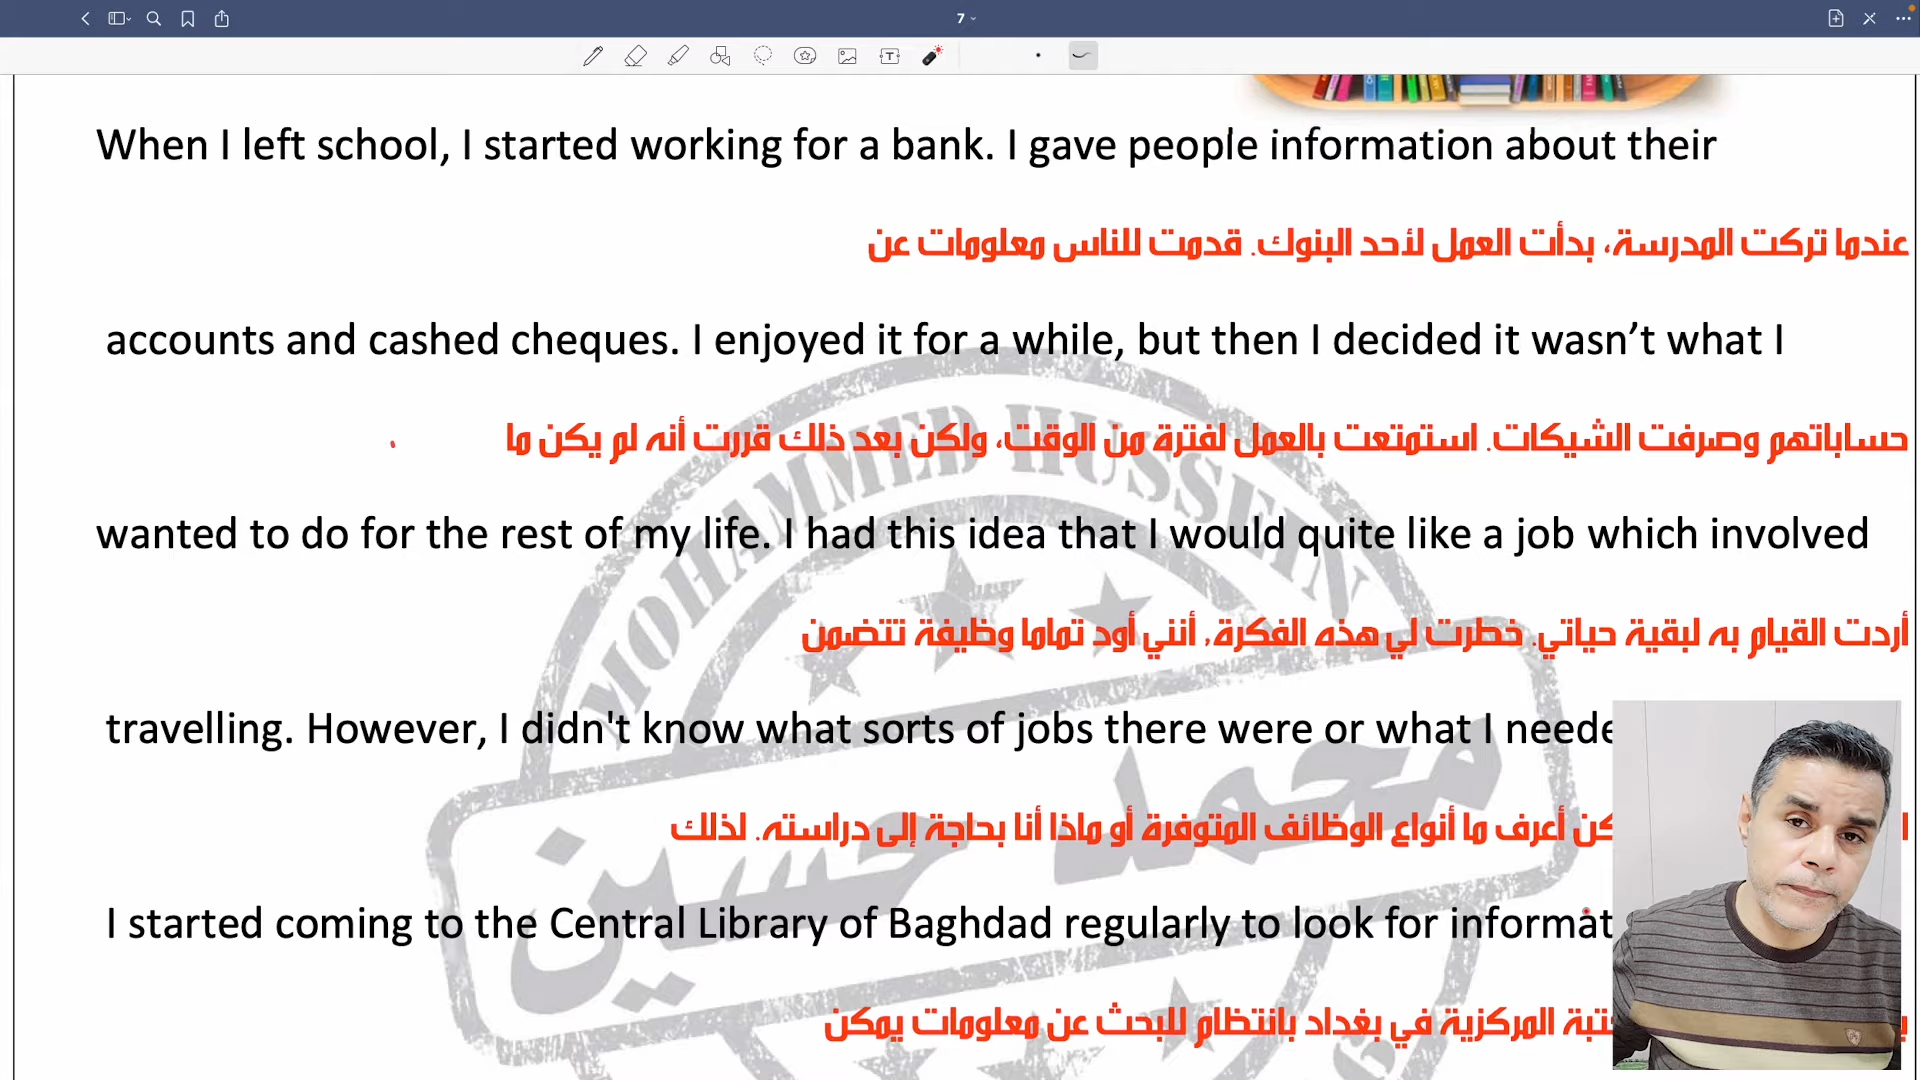 7
When I left school, I started working for a bank. I gave people information about their
عندما تركت المدرسة، بدأت العمل لأحد البنوك. قدمت للناس معلومات عن
accounts and cashed cheques. I enjoyed it for a while, but then I decided it wasn’t what I
حساباتهم وصرفت الشيكات. استمتعت بالعمل لفترة من الوقت، ولكن بعد ذلك قررت أنه لم يكن ما
wanted to do for the rest of my life. I had this idea that I would quite like a job which involved
أردت القيام به لبقية حياتي. خطرت لي هذه الفكرة, أنني أود تماما وظيفة تتضمن
travelling. However, I didn't know what sorts of jobs there were or what I
أعرف ما أنواع الوظائف المتوفرة أو ماذا أنا بحاجة إلى دراسته. لذلك
I started coming to the Central Library of Baghdad regularly to look for
المركزية في بغداد بانتظام للبحث عن معلومات يمكن
MOHAMMED HUSSEIN
محمد حسين